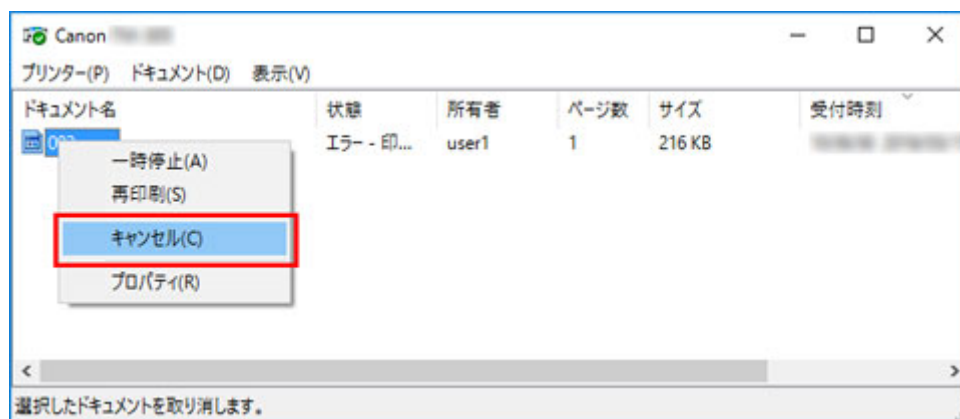 Canon
プリンター(P) ドキュメント(D) 表示(V)
ドキュメント名 状態 所有者 ページ数 サイズ 受付時刻
エラー - 印... user1 1 216 KB
一時停止(A)
再印刷(S)
キャンセル(C)
プロパティ(R)
選択したドキュメントを取り消します。